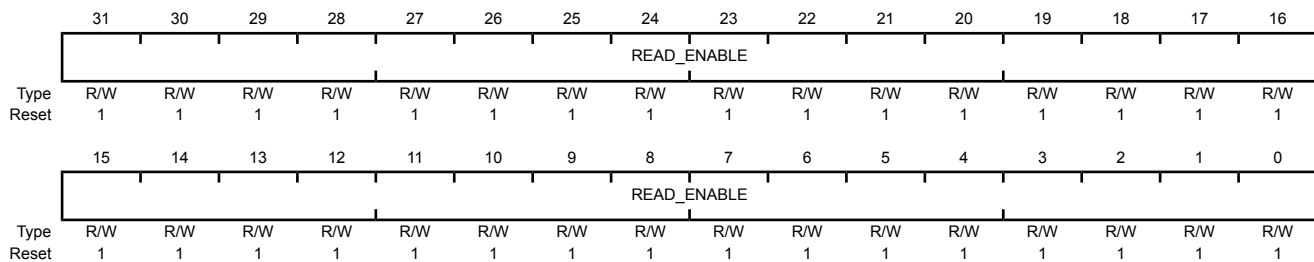 31 30 29 28 27 26 25 24 23 22 21 20 19 18 17 16
READ_ENABLE
Type R/W R/W R/W R/W R/W R/W R/W R/W R/W R/W R/W R/W R/W R/W R/W R/W
Reset 1 1 1 1 1 1 1 1 1 1 1 1 1 1 1 1
15 14 13 12 11 10 9 8 7 6 5 4 3 2 1 0
READ_ENABLE
Type R/W R/W R/W R/W R/W R/W R/W R/W R/W R/W R/W R/W R/W R/W R/W R/W
Reset 1 1 1 1 1 1 1 1 1 1 1 1 1 1 1 1